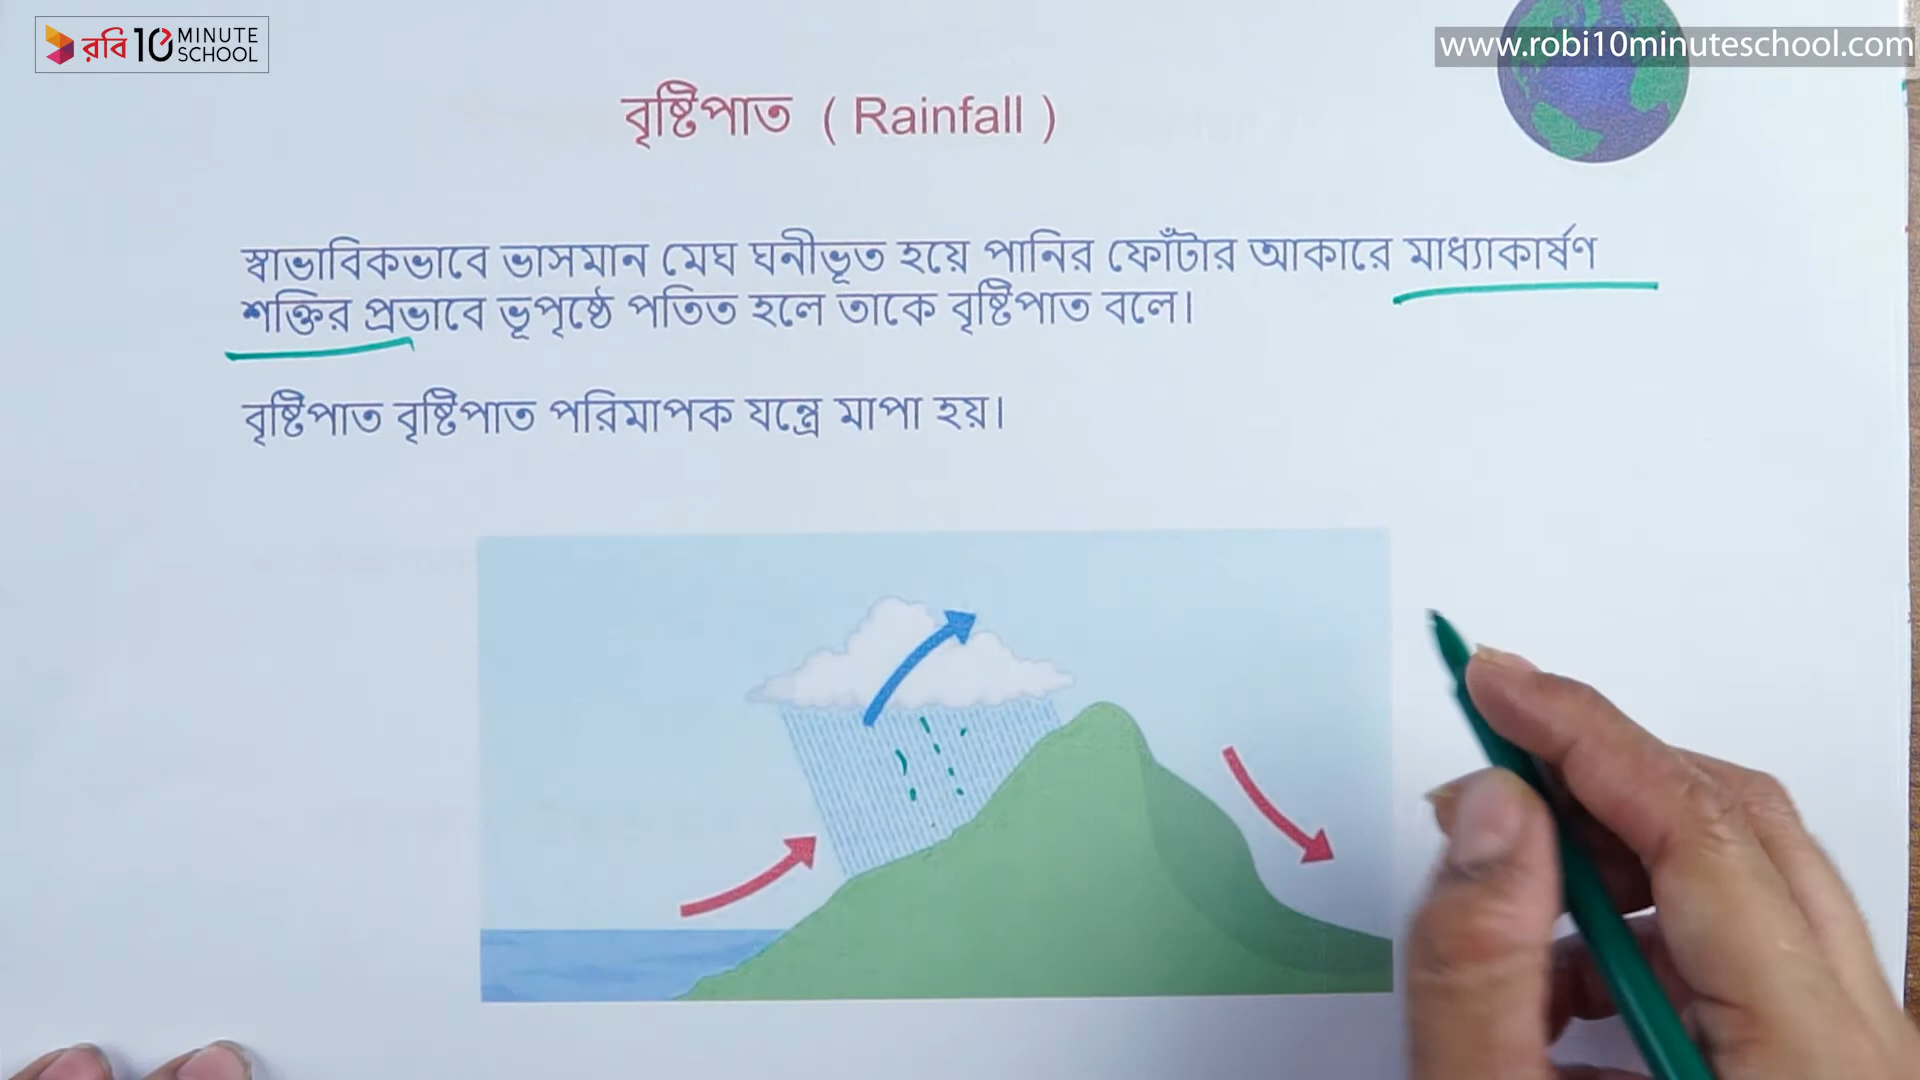 রবি 10 MINUTE SCHOOL
www.robi10minuteschool.com
বৃষ্টিপাত ( Rainfall )
স্বাভাবিকভাবে ভাসমান মেঘ ঘনীভূত হয়ে পানির ফোঁটার আকারে মাধ্যাকার্ষণ
শক্তির প্রভাবে ভূপৃষ্ঠে পতিত হলে তাকে বৃষ্টিপাত বলে।
বৃষ্টিপাত বৃষ্টিপাত পরিমাপক যন্ত্রে মাপা হয়।